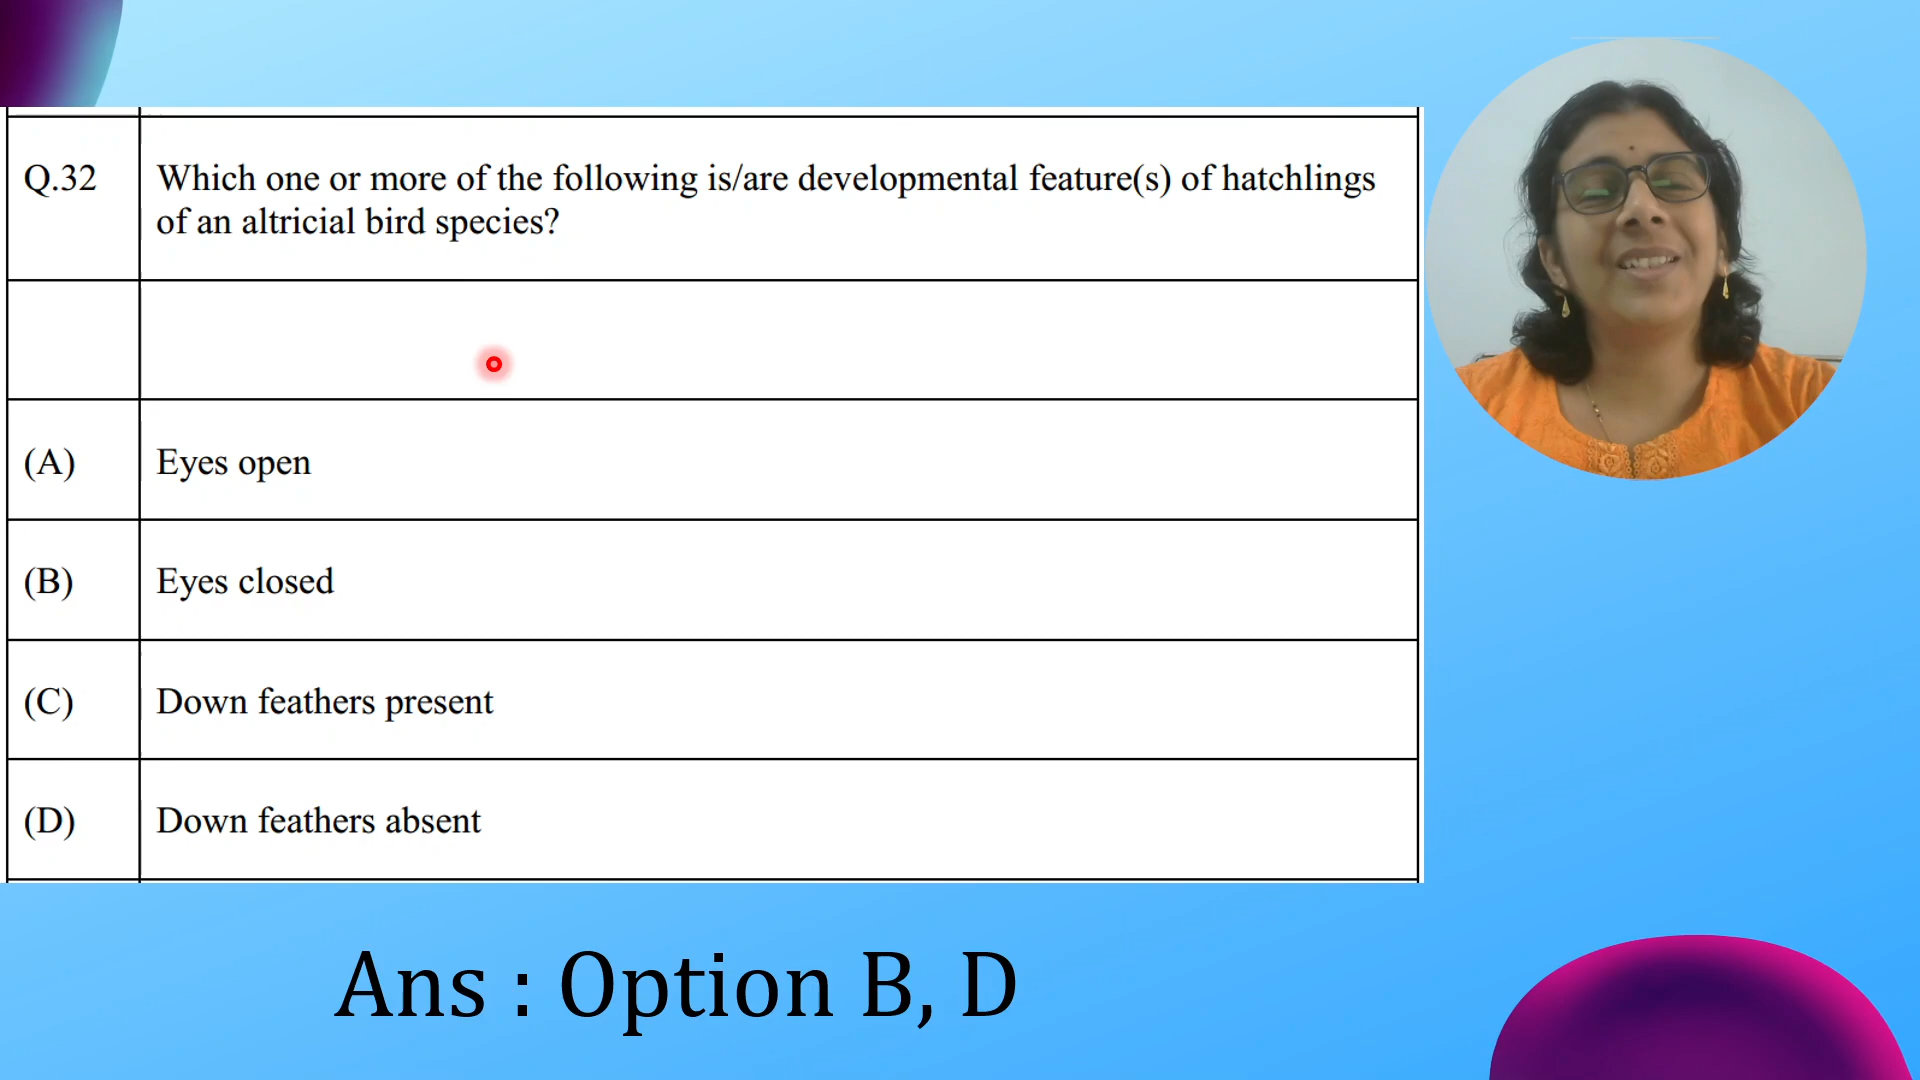 Q.32
Which one or more of the following is/are developmental feature(s) of hatchlings
of an altricial bird species?
(A) Eyes open
(B) Eyes closed
(C) Down feathers present
(D) Down feathers absent
Ans : Option B, D